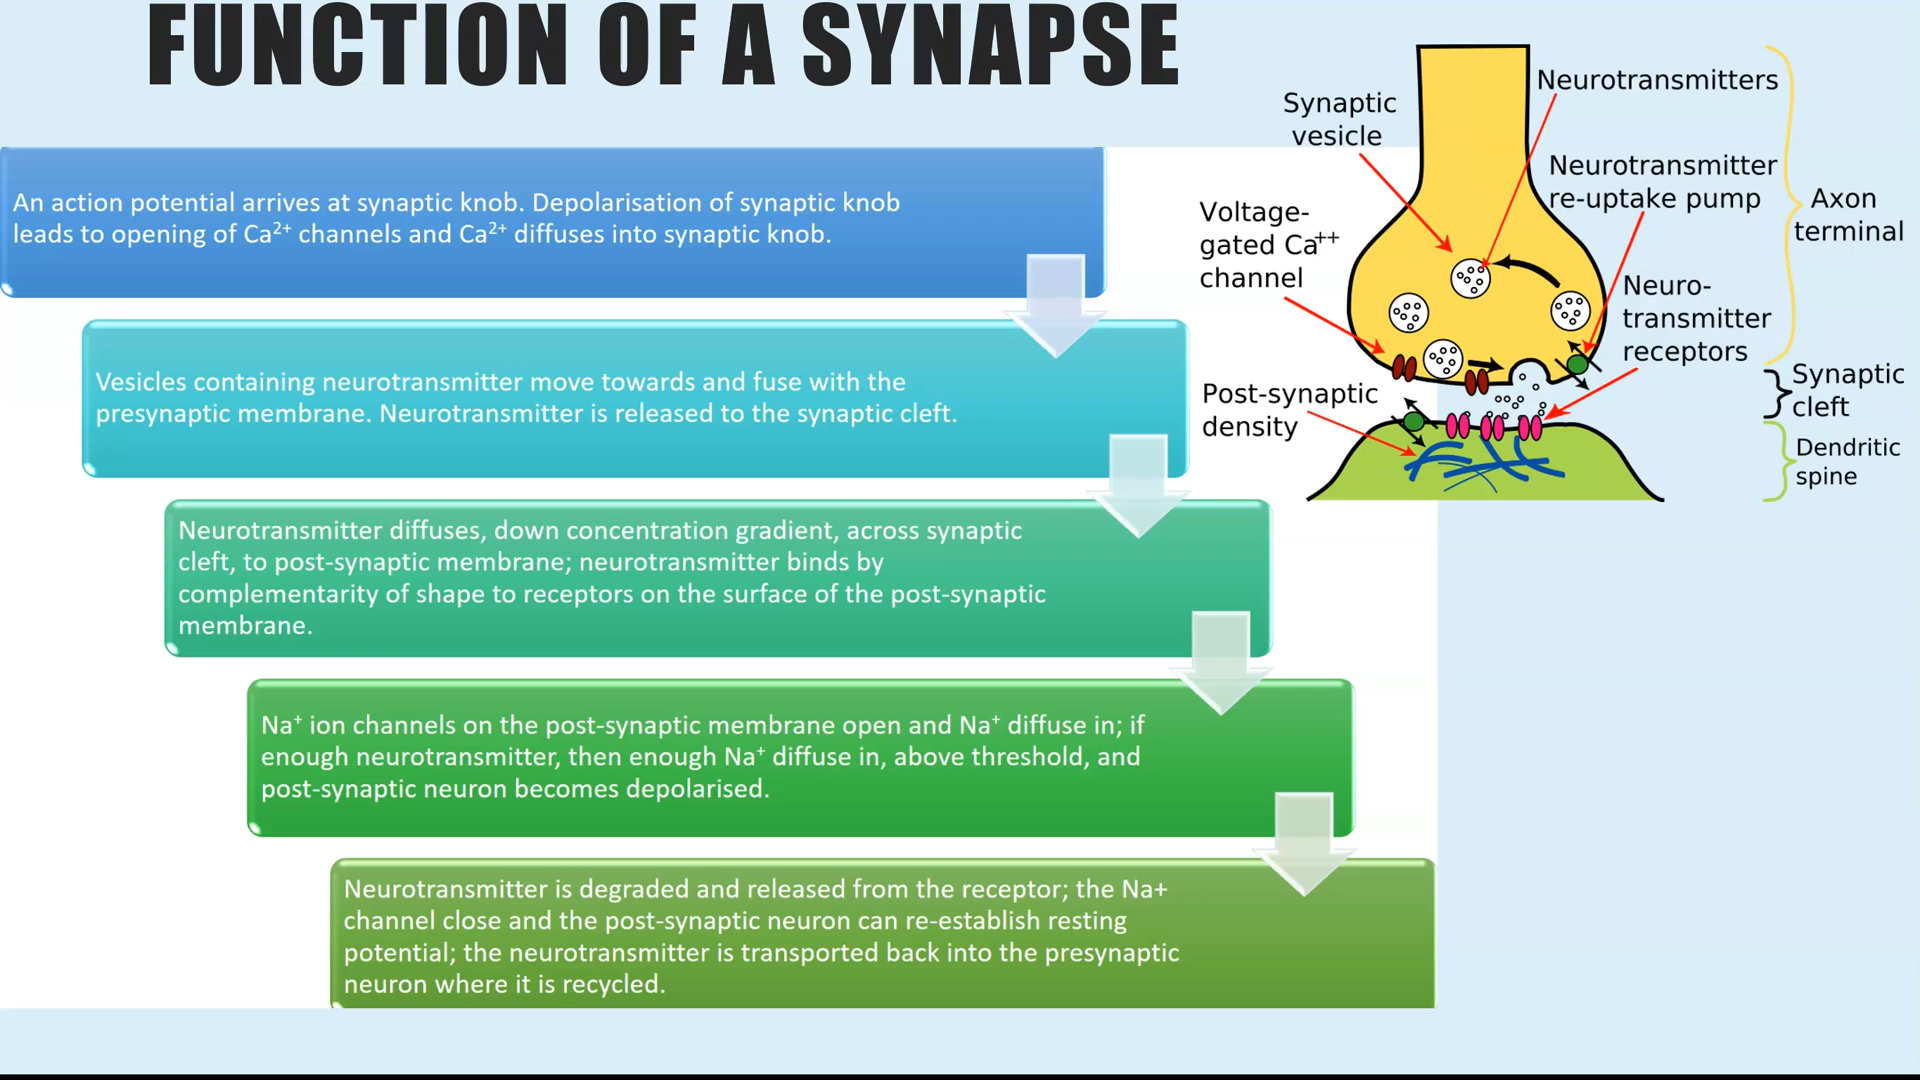 FUNCTION OF A SYNAPSE
An action potential arrives at synaptic knob. Depolarisation of synaptic knob
leads to opening of Ca²⁺ channels and Ca²⁺ diffuses into synaptic knob.
Vesicles containing neurotransmitter move towards and fuse with the
presynaptic membrane. Neurotransmitter is released to the synaptic cleft.
Neurotransmitter diffuses, down concentration gradient, across synaptic
cleft, to post-synaptic membrane; neurotransmitter binds by
complementarity of shape to receptors on the surface of the post-synaptic
membrane.
Na⁺ ion channels on the post-synaptic membrane open and Na⁺ diffuse in; if
enough neurotransmitter, then enough Na⁺ diffuse in, above threshold, and
post-synaptic neuron becomes depolarised.
Neurotransmitter is degraded and released from the receptor; the Na+
channel close and the post-synaptic neuron can re-establish resting
potential; the neurotransmitter is transported back into the presynaptic
neuron where it is recycled.
Neurotransmitters
Synaptic
vesicle
Neurotransmitter
re-uptake pump
Axon
terminal
Voltage-
gated Ca⁺⁺
channel
Neuro-
transmitter
receptors
Post-synaptic
density
Synaptic
cleft
Dendritic
spine